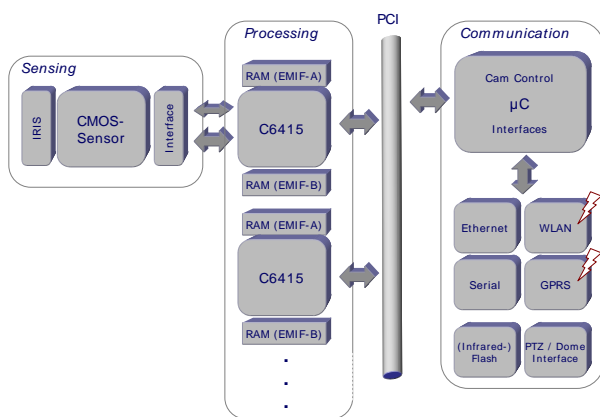 Sensing
IRIS
CMOS-
Sensor
Interface
Processing
RAM (EMIF-A)
C6415
RAM (EMIF-B)
RAM (EMIF-A)
C6415
RAM (EMIF-B)
.
.
.
PCI
Communication
Cam Control
µC
Interfaces
Ethernet
WLAN
Serial
GPRS
(Infrared-)
Flash
PTZ / Dome
Interface